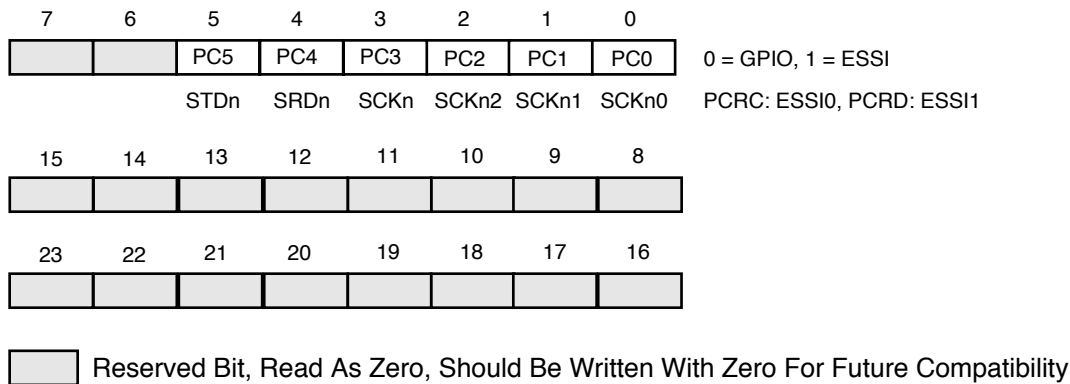 7 6 5 4 3 2 1 0
PC5 PC4 PC3 PC2 PC1 PC0 0 = GPIO, 1 = ESSI
STDn SRDn SCKn SCKn2 SCKn1 SCKn0 PCRC: ESSI0, PCRD: ESSI1
15 14 13 12 11 10 9 8
23 22 21 20 19 18 17 16
Reserved Bit, Read As Zero, Should Be Written With Zero For Future Compatibility